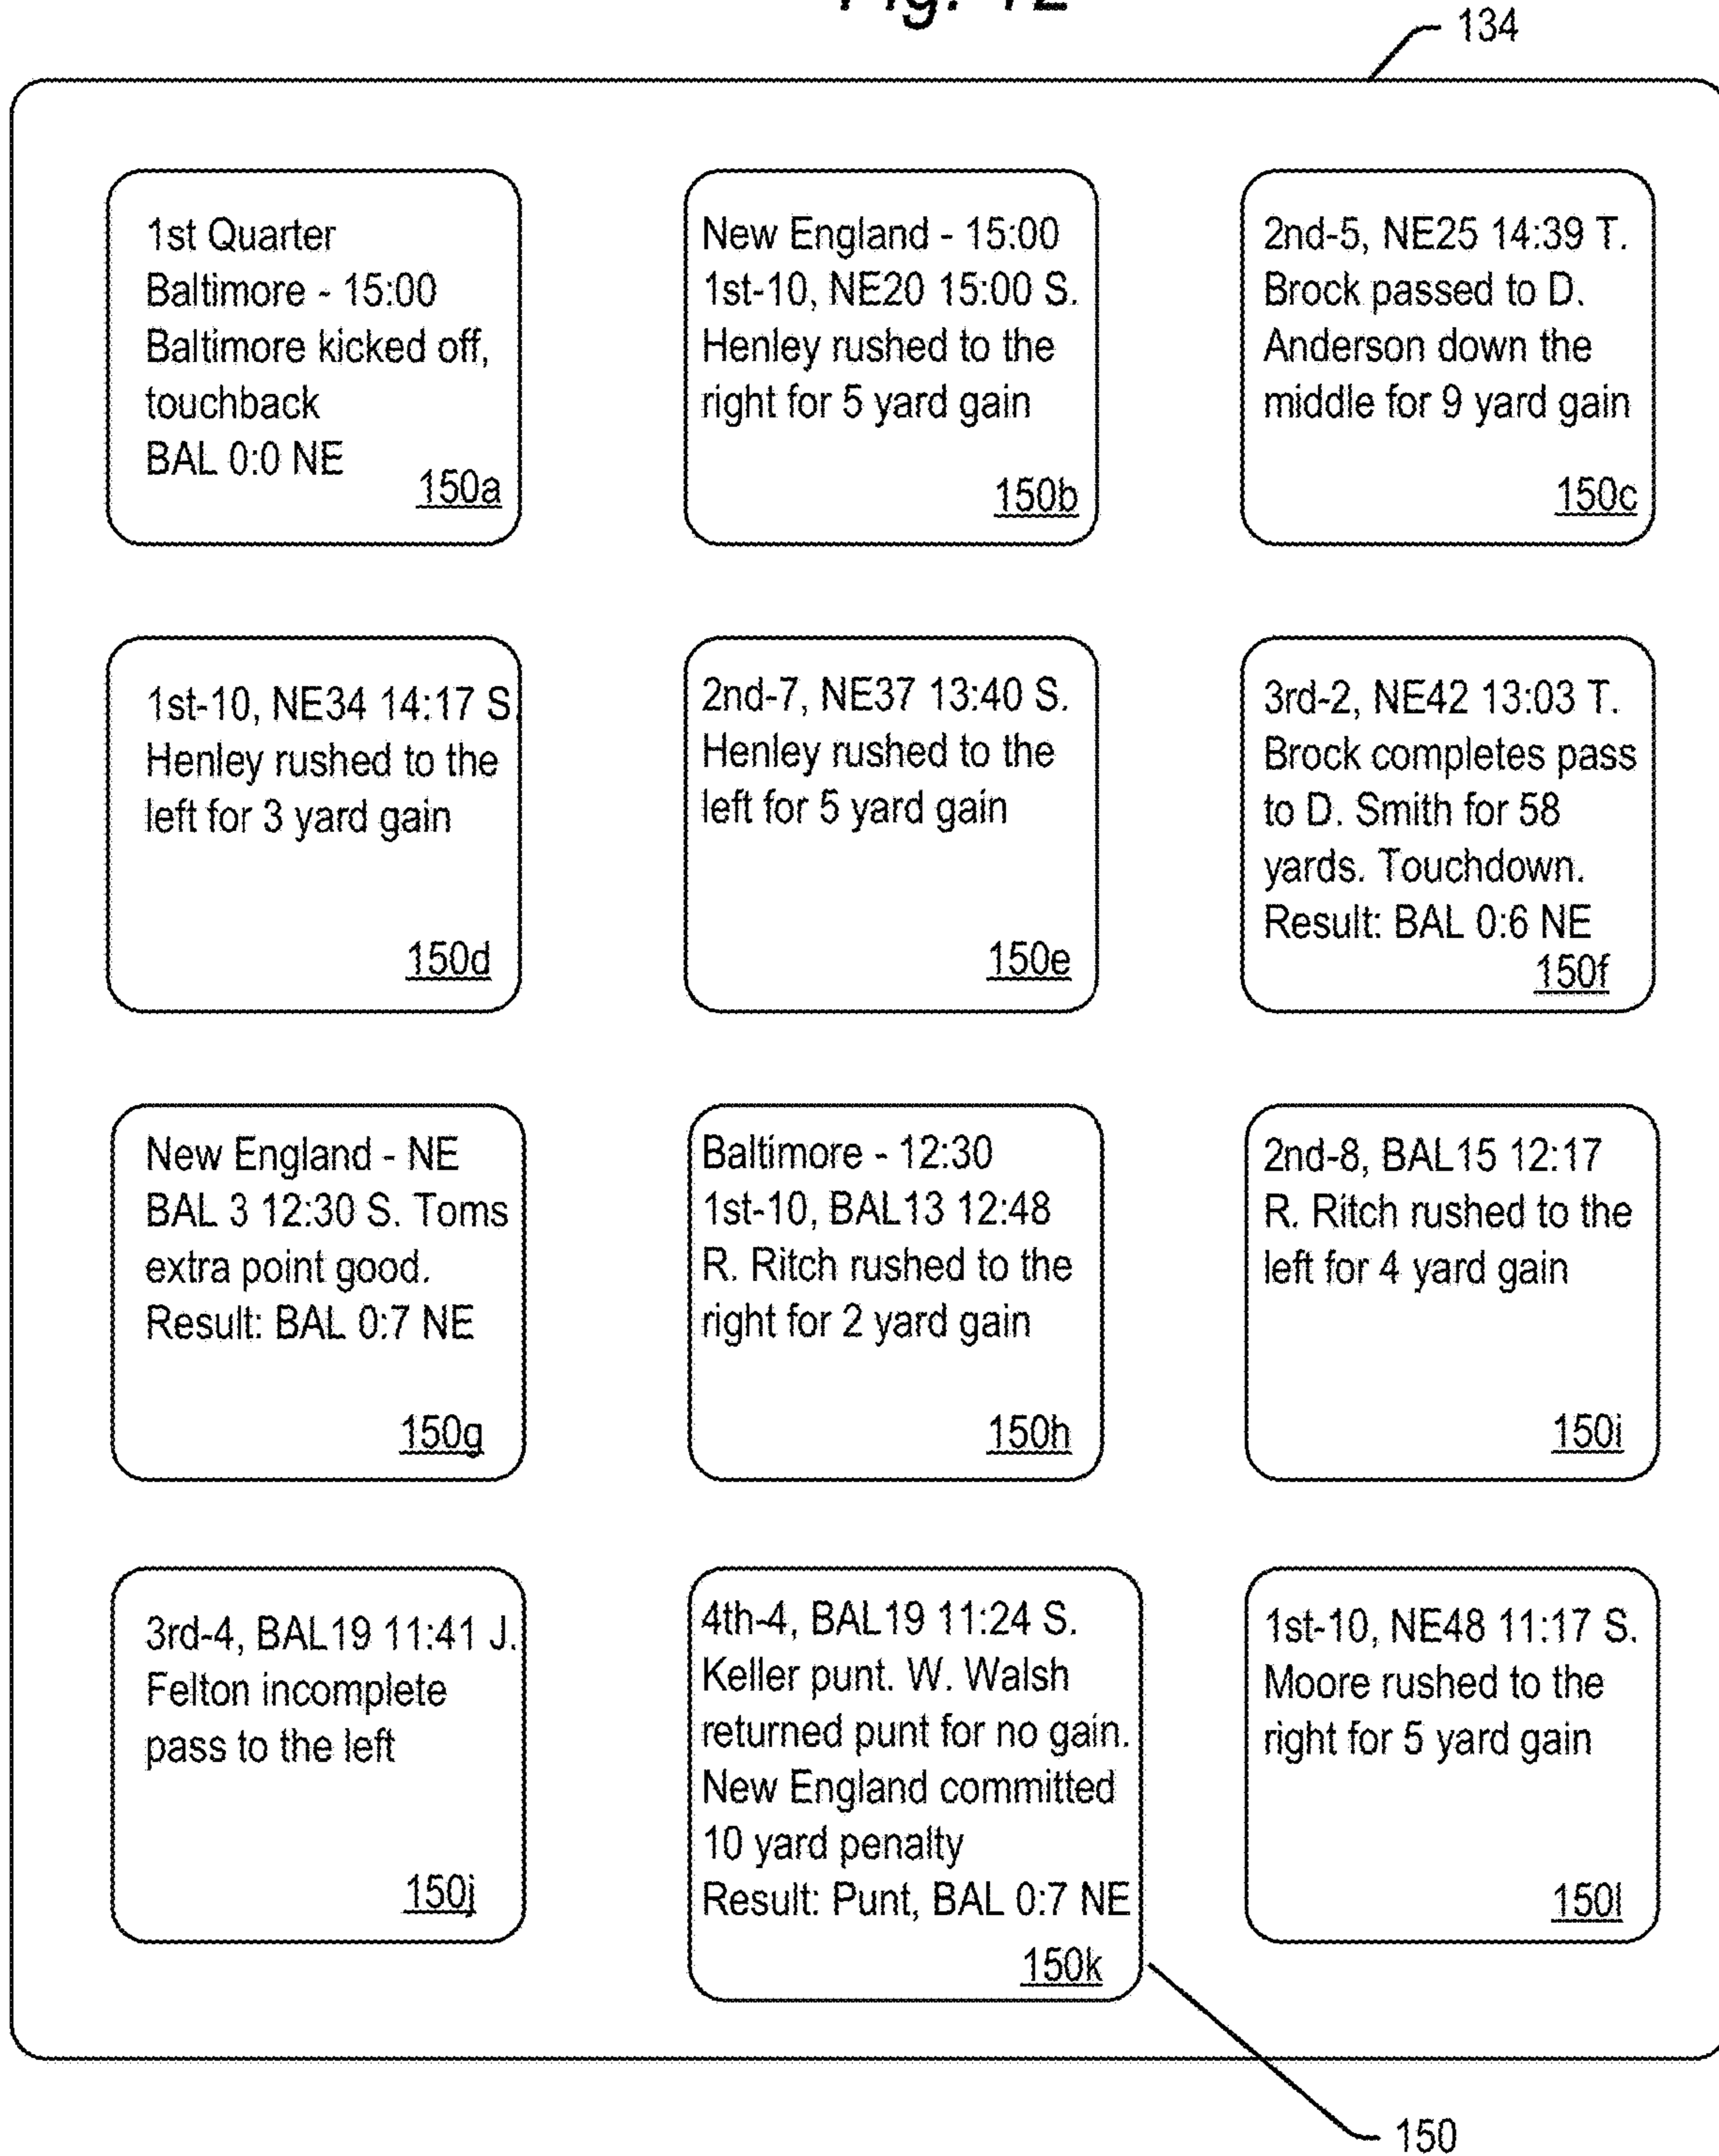 Fig. 12
134
1st Quarter
Baltimore - 15:00
Baltimore kicked off,
touchback
BAL 0:0 NE
150a
New England - 15:00
1st-10, NE20 15:00 S.
Henley rushed to the
right for 5 yard gain
150b
2nd-5, NE25 14:39 T.
Brock passed to D.
Anderson down the
middle for 9 yard gain
150c
1st-10, NE34 14:17 S.
Henley rushed to the
left for 3 yard gain
150d
2nd-7, NE37 13:40 S.
Henley rushed to the
left for 5 yard gain
150e
3rd-2, NE42 13:03 T.
Brock completes pass
to D. Smith for 58
yards. Touchdown.
Result: BAL 0:6 NE
150f
New England - NE
BAL 3 12:30 S. Toms
extra point good.
Result: BAL 0:7 NE
150g
Baltimore - 12:30
1st-10, BAL13 12:48
R. Ritch rushed to the
right for 2 yard gain
150h
2nd-8, BAL15 12:17
R. Ritch rushed to the
left for 4 yard gain
150i
3rd-4, BAL19 11:41 J.
Felton incomplete
pass to the left
150j
4th-4, BAL19 11:24 S.
Keller punt. W. Walsh
returned punt for no gain.
New England committed
10 yard penalty
Result: Punt, BAL 0:7 NE
150k
1st-10, NE48 11:17 S.
Moore rushed to the
right for 5 yard gain
150l
150